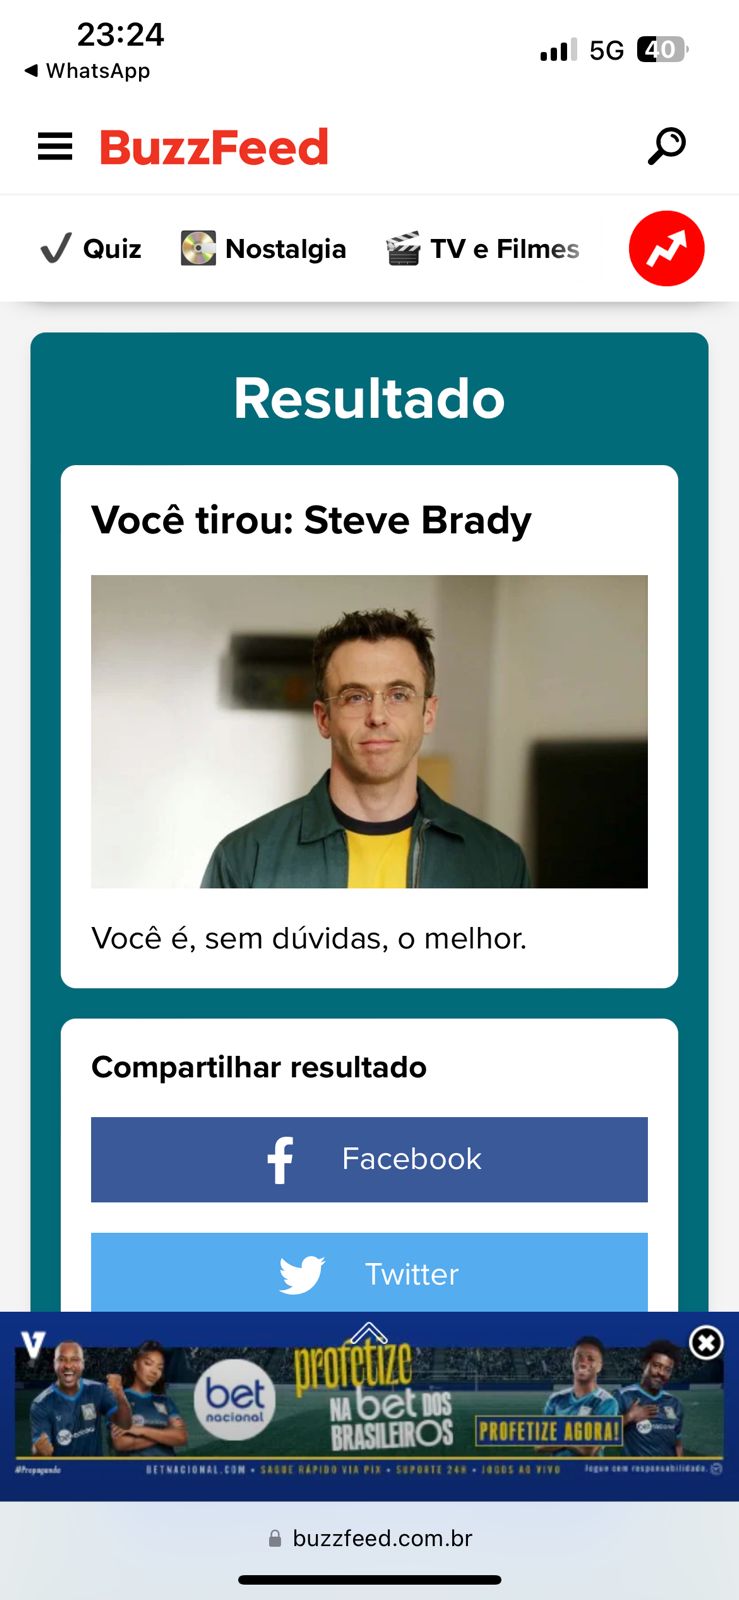 23:24
5G
40
WhatsApp
BuzzFeed
Quiz
Nostalgia
TV e Filmes
Resultado
Você tirou: Steve Brady
Você é, sem dúvidas, o melhor.
Compartilhar resultado
Facebook
Twitter
profetize
bet
nacional
NA bet DOS
BRASILEIROS
PROFETIZE AGORA!
#Propaganda
BETNACIONAL.COM • SAQUE RÁPIDO VIA PIX • SUPORTE 24H • JOGOS AO VIVO
Jogue com responsabilidade.
buzzfeed.com.br